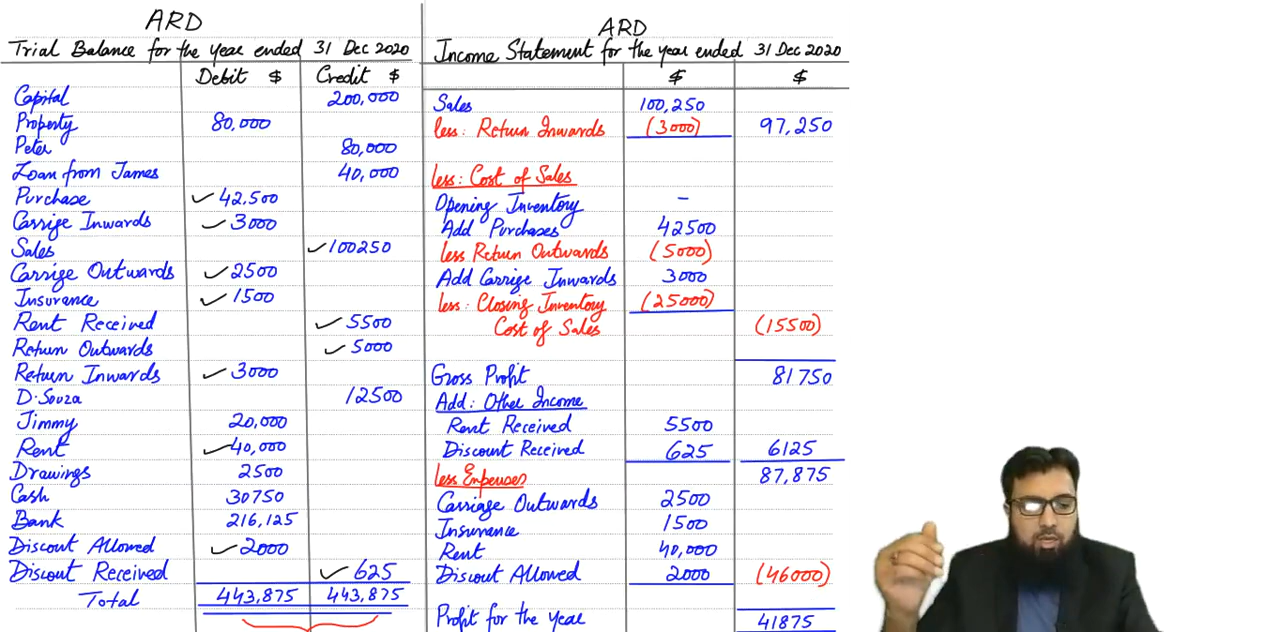 ARD
Trial Balance for the Year ended 31 Dec 2020
Debit $ Credit $
Capital 200,000
Property 80,000
Peter 80,000
Loan from James 40,000
Purchase ✓ 42,500
Carrige Inwards ✓ 3000
Sales ✓ 100250
Carrige Outwards ✓ 2500
Insurance ✓ 1500
Rent Received ✓ 5500
Return Outwards ✓ 5000
Return Inwards ✓ 3000
D.Souza 12500
Jimmy 20,000
Rent ✓ 40,000
Drawings 2500
Cash 30750
Bank 216,125
Discout Allowed ✓ 2000
Discout Received ✓ 625
Total 443,875 443,875
ARD
Income Statement for the year ended 31 Dec 2020
$ $
Sales 100,250
less: Return Inwards (3000) 97,250
less: Cost of Sales
Opening Inventory -
Add Purchases 42500
less Return Outwards (5000)
Add Carrige Inwards 3000
less: Closing Inventory (25000)
Cost of Sales (15500)
Gross Profit 81750
Add: Other Income
Rent Received 5500
Discount Received 625 6125
less Expenses 87,875
Carriage Outwards 2500
Insurance 1500
Rent 40,000
Discout Allowed 2000 (46000)
Profit for the Year 41875